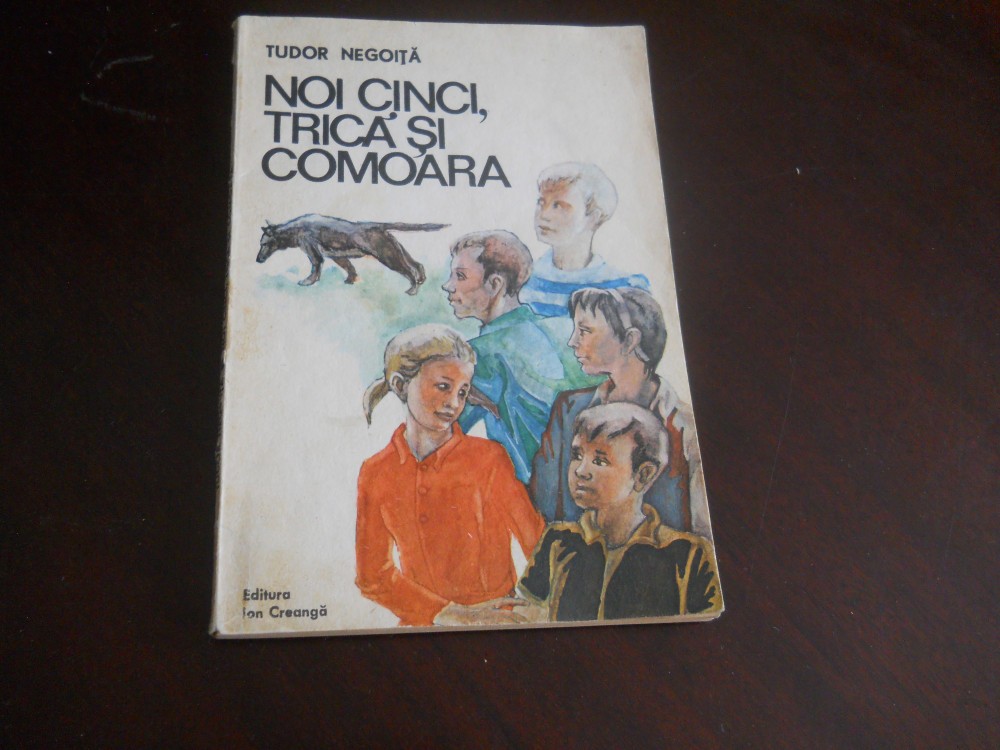 TUDOR NEGOIȚĂ
NOI CINCI,
TRICĂ ȘI
COMOARA
Editura
Ion Creangă